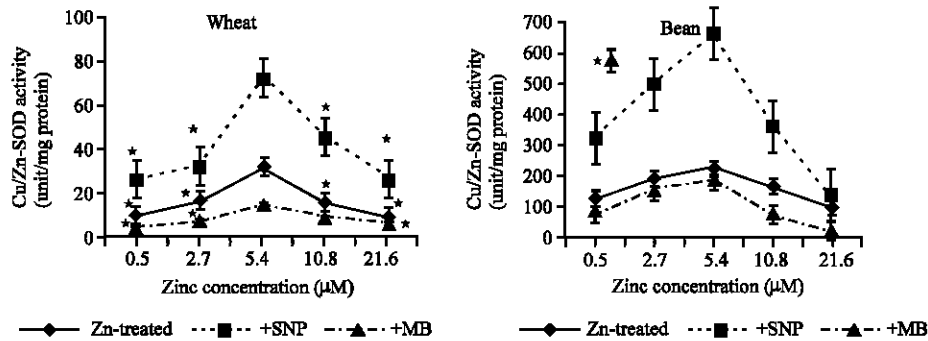 Wheat
Cu/Zn-SOD activity
(unit/mg protein)
100
80
60
40
20
0
0.5 2.7 5.4 10.8 21.6
Zinc concentration (μM)
Zn-treated +SNP +MB
Bean
Cu/Zn-SOD activity
(unit/mg protein)
700
600
500
400
300
200
100
0
0.5 2.7 5.4 10.8 21.6
Zinc concentration (μM)
Zn-treated +SNP +MB